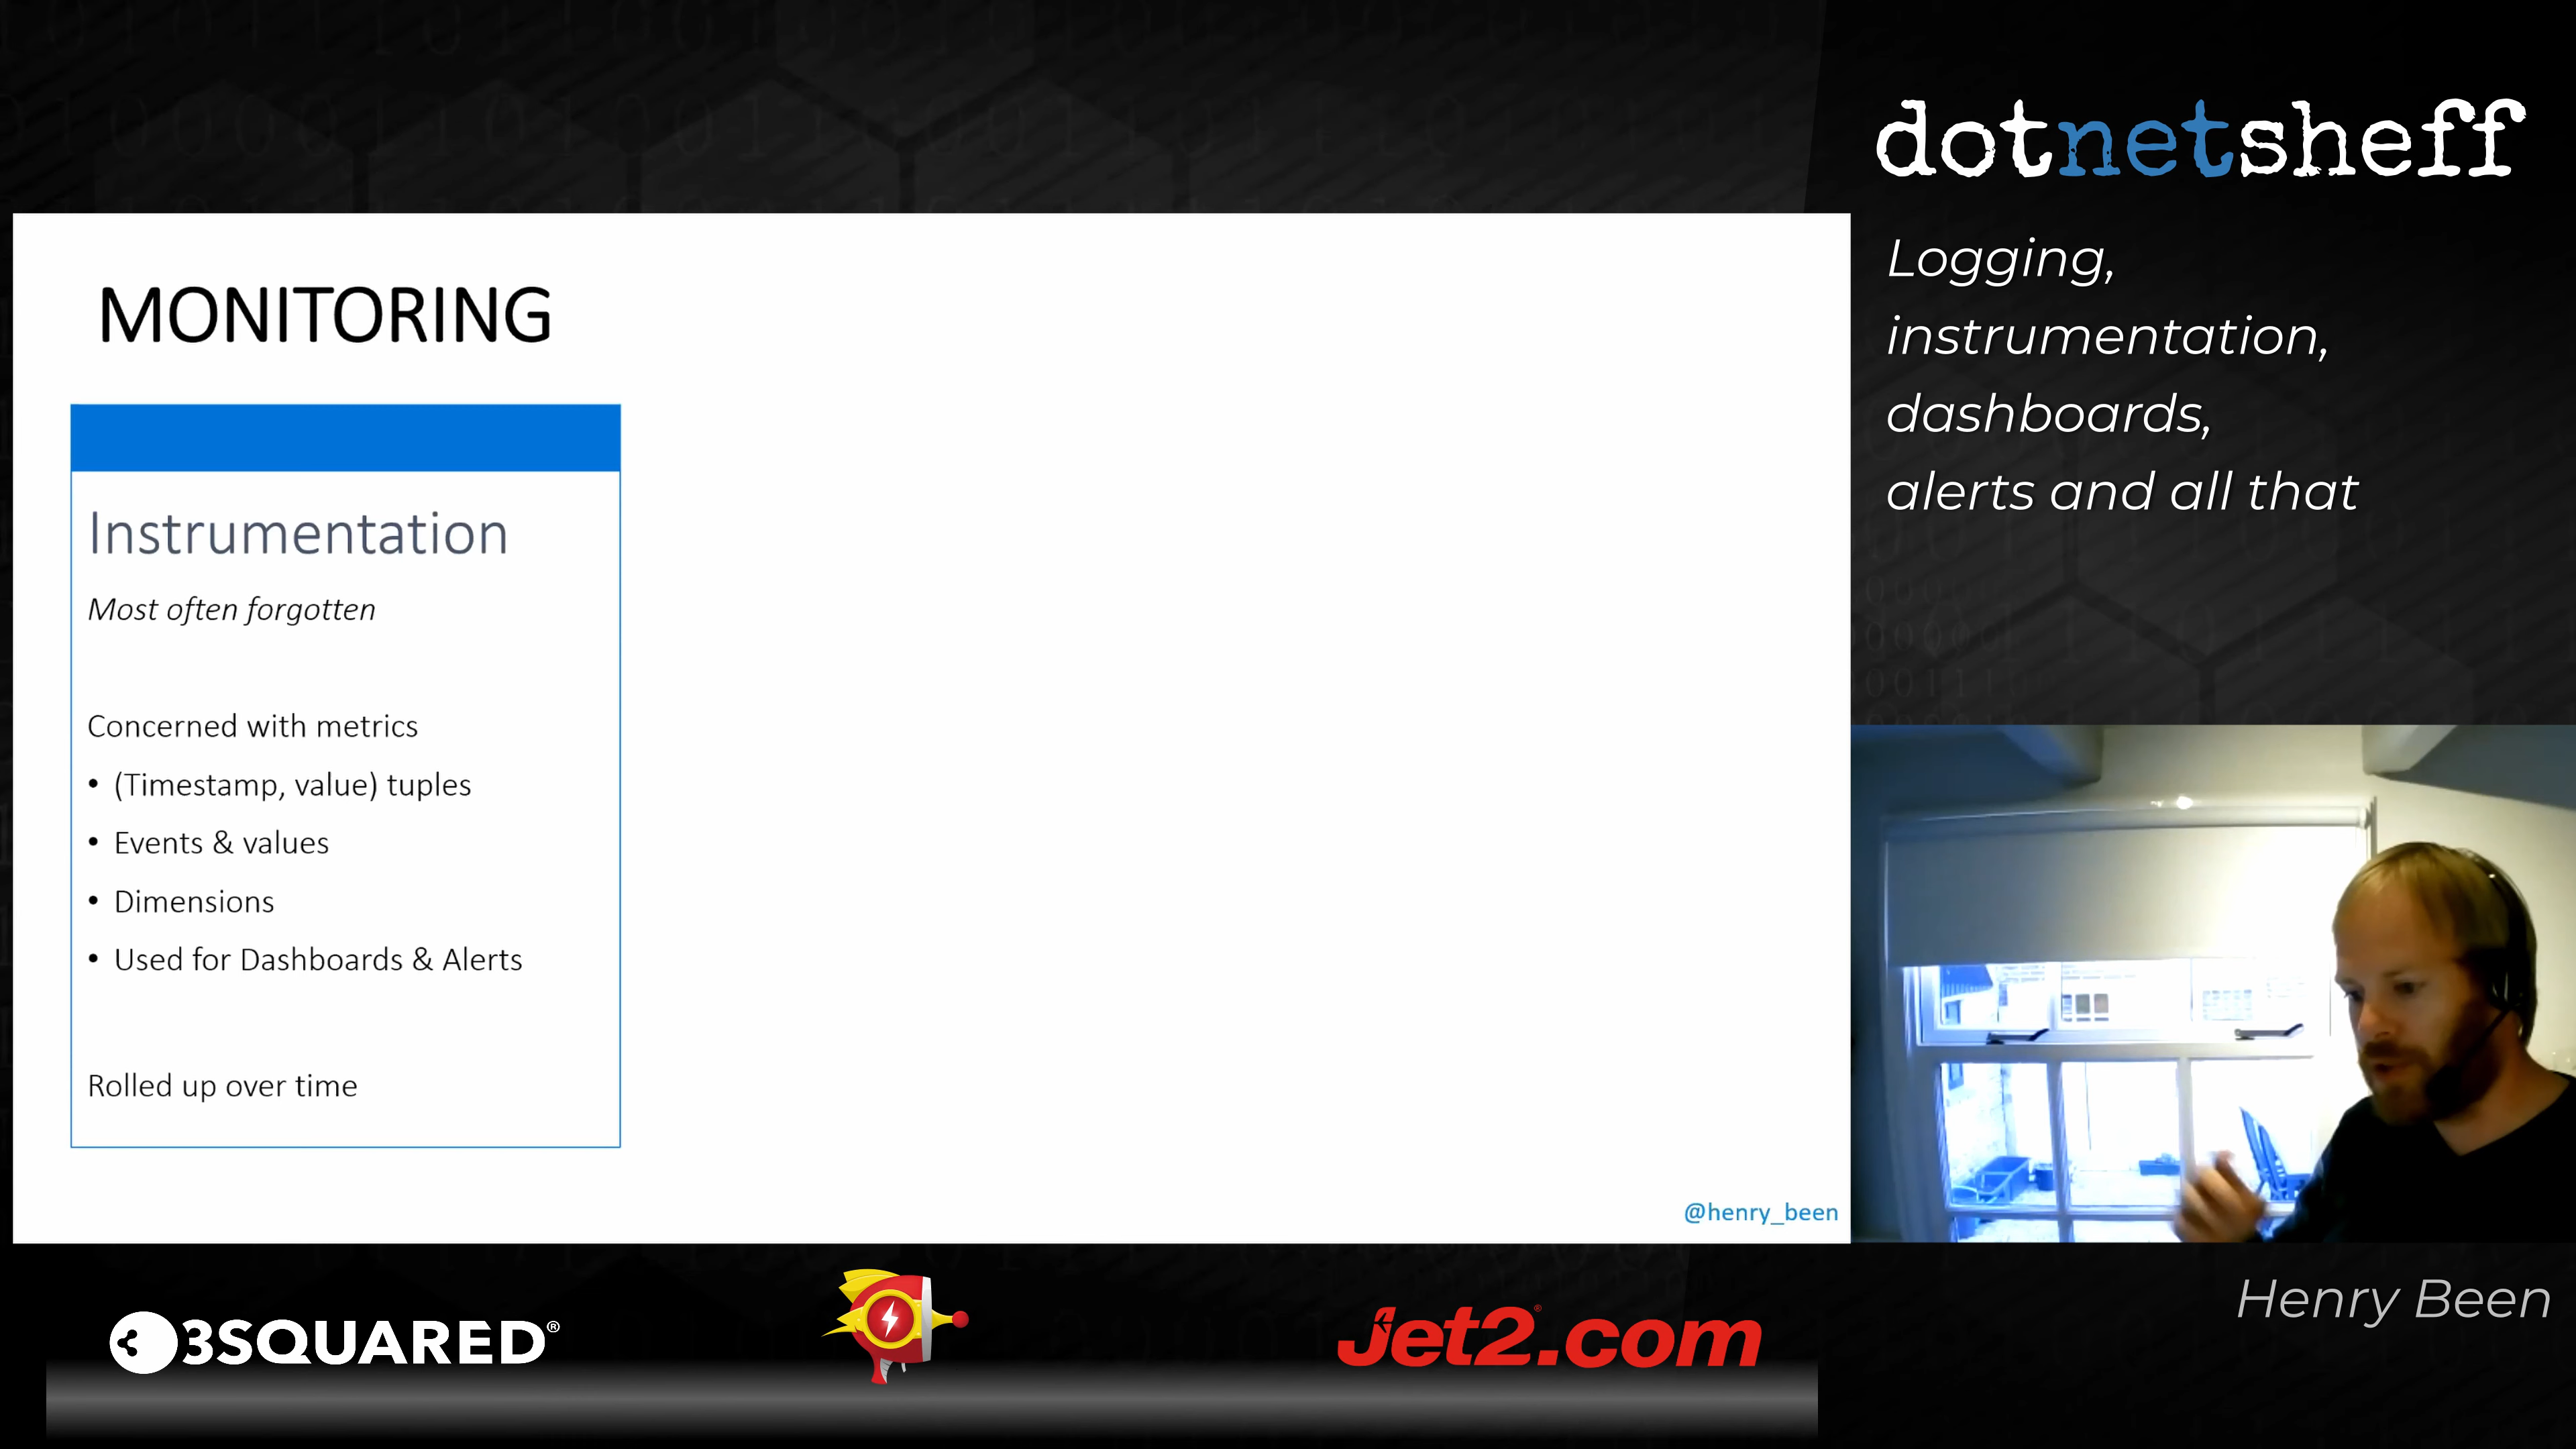 dotnetsheff
Logging,
instrumentation,
dashboards,
alerts and all that
MONITORING
Instrumentation
Most often forgotten
Concerned with metrics
• (Timestamp, value) tuples
• Events & values
• Dimensions
• Used for Dashboards & Alerts
Rolled up over time
@henry_been
Henry Been
3SQUARED®
Jet2.com®